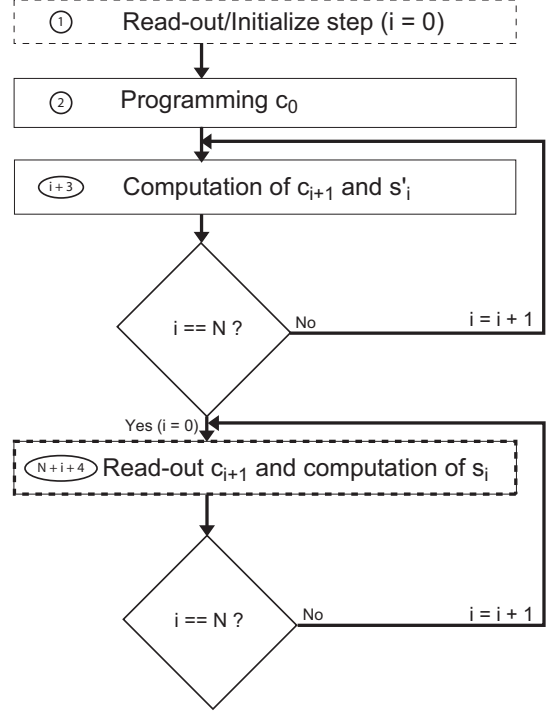 1 Read-out/Initialize step (i = 0)
2 Programming c0
i + 3 Computation of ci+1 and s'i
i == N ?
No
i = i + 1
Yes (i = 0)
N + i + 4 Read-out ci+1 and computation of si
i == N ?
No
i = i + 1